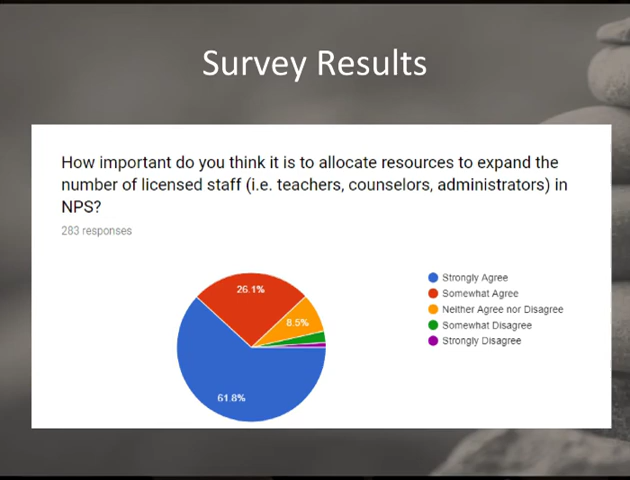 Survey Results
How important do you think it is to allocate resources to expand the
number of licensed staff (i.e. teachers, counselors, administrators) in
NPS?
283 responses
26.1%
8.5%
61.8%
Strongly Agree
Somewhat Agree
Neither Agree nor Disagree
Somewhat Disagree
Strongly Disagree